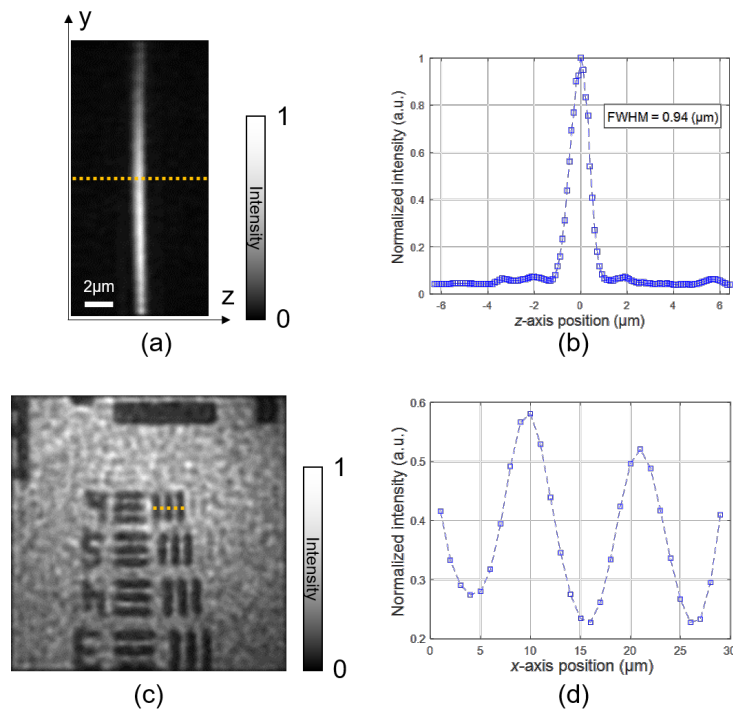 y
1
Intensity
0
2µm
z
(a)
1
0.8
0.6
0.4
0.2
0
Normalized intensity (a.u.)
FWHM = 0.94 (µm)
-6 -4 -2 0 2 4 6
z-axis position (µm)
(b)
1
Intensity
0
(c)
0.6
0.5
0.4
0.3
0.2
Normalized intensity (a.u.)
0 5 10 15 20 25 30
x-axis position (µm)
(d)